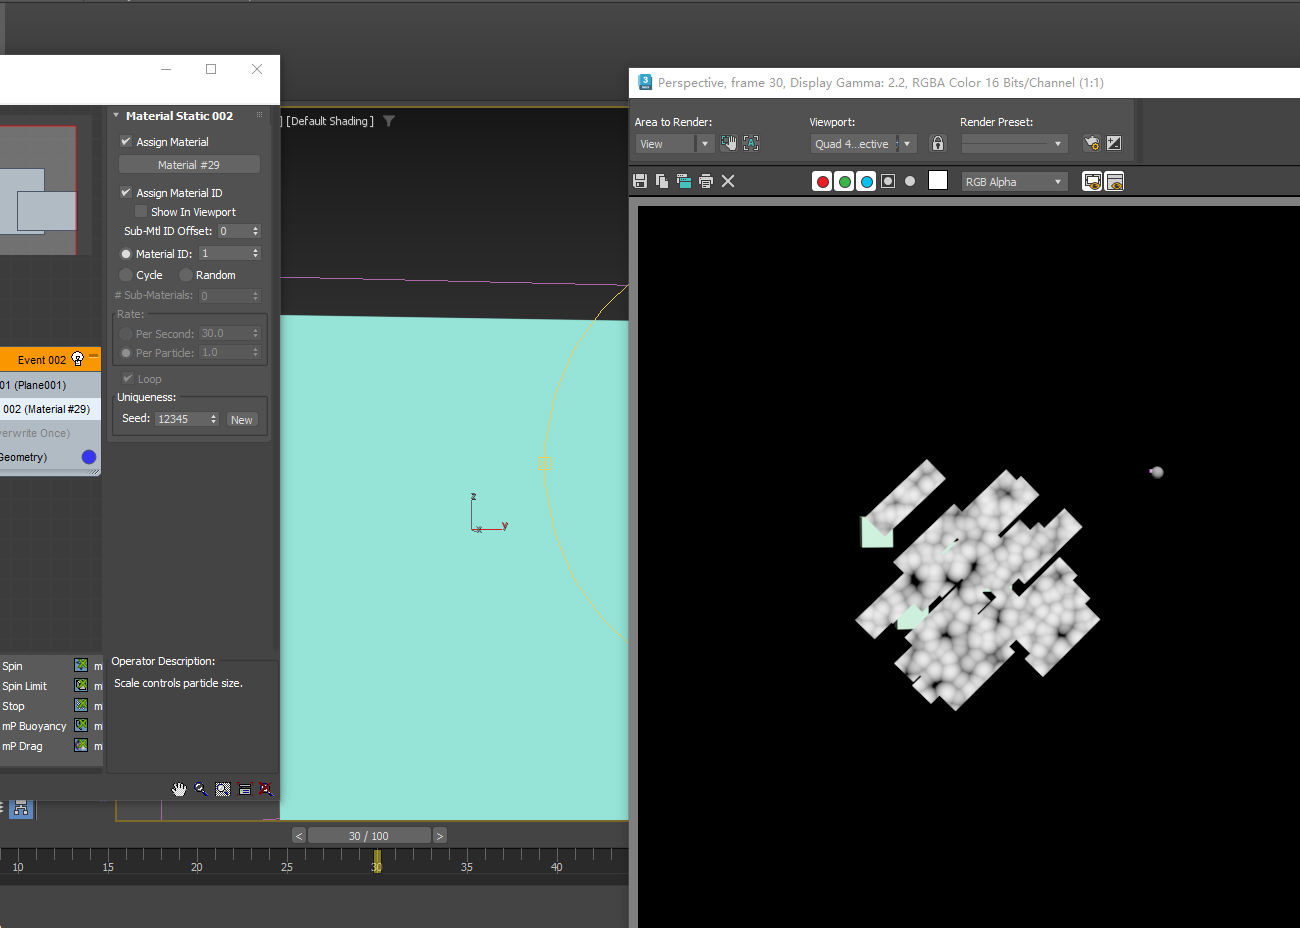 Material Static 002
Assign Material
Material #29
Assign Material ID
Show In Viewport
Sub-Mtl ID Offset: 0
Material ID: 1
Cycle
Random
# Sub-Materials: 0
Rate:
Per Second: 30.0
Per Particle: 1.0
Loop
Uniqueness:
Seed: 12345
New
Event 002
01 (Plane001)
002 (Material #29)
verwrite Once)
Geometry)
Spin
Spin Limit
Stop
mP Buoyancy
mP Drag
m
m
m
m
m
Operator Description:
Scale controls particle size.
] [Default Shading ]
z
x
y
< 30 / 100 >
10 15 20 25 30 35 40
3 Perspective, frame 30, Display Gamma: 2.2, RGBA Color 16 Bits/Channel (1:1)
Area to Render:
View
Viewport:
Quad 4...ective
Render Preset:
RGB Alpha